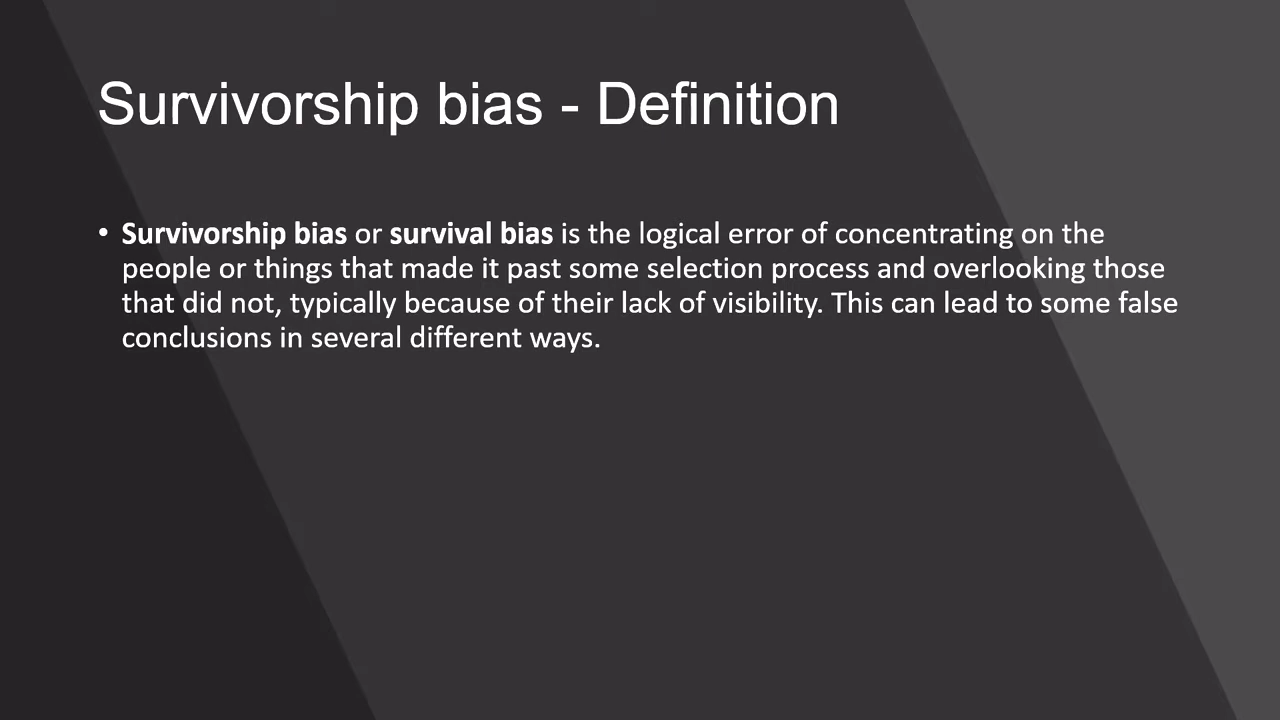 Survivorship bias - Definition
• Survivorship bias or survival bias is the logical error of concentrating on the
people or things that made it past some selection process and overlooking those
that did not, typically because of their lack of visibility. This can lead to some false
conclusions in several different ways.